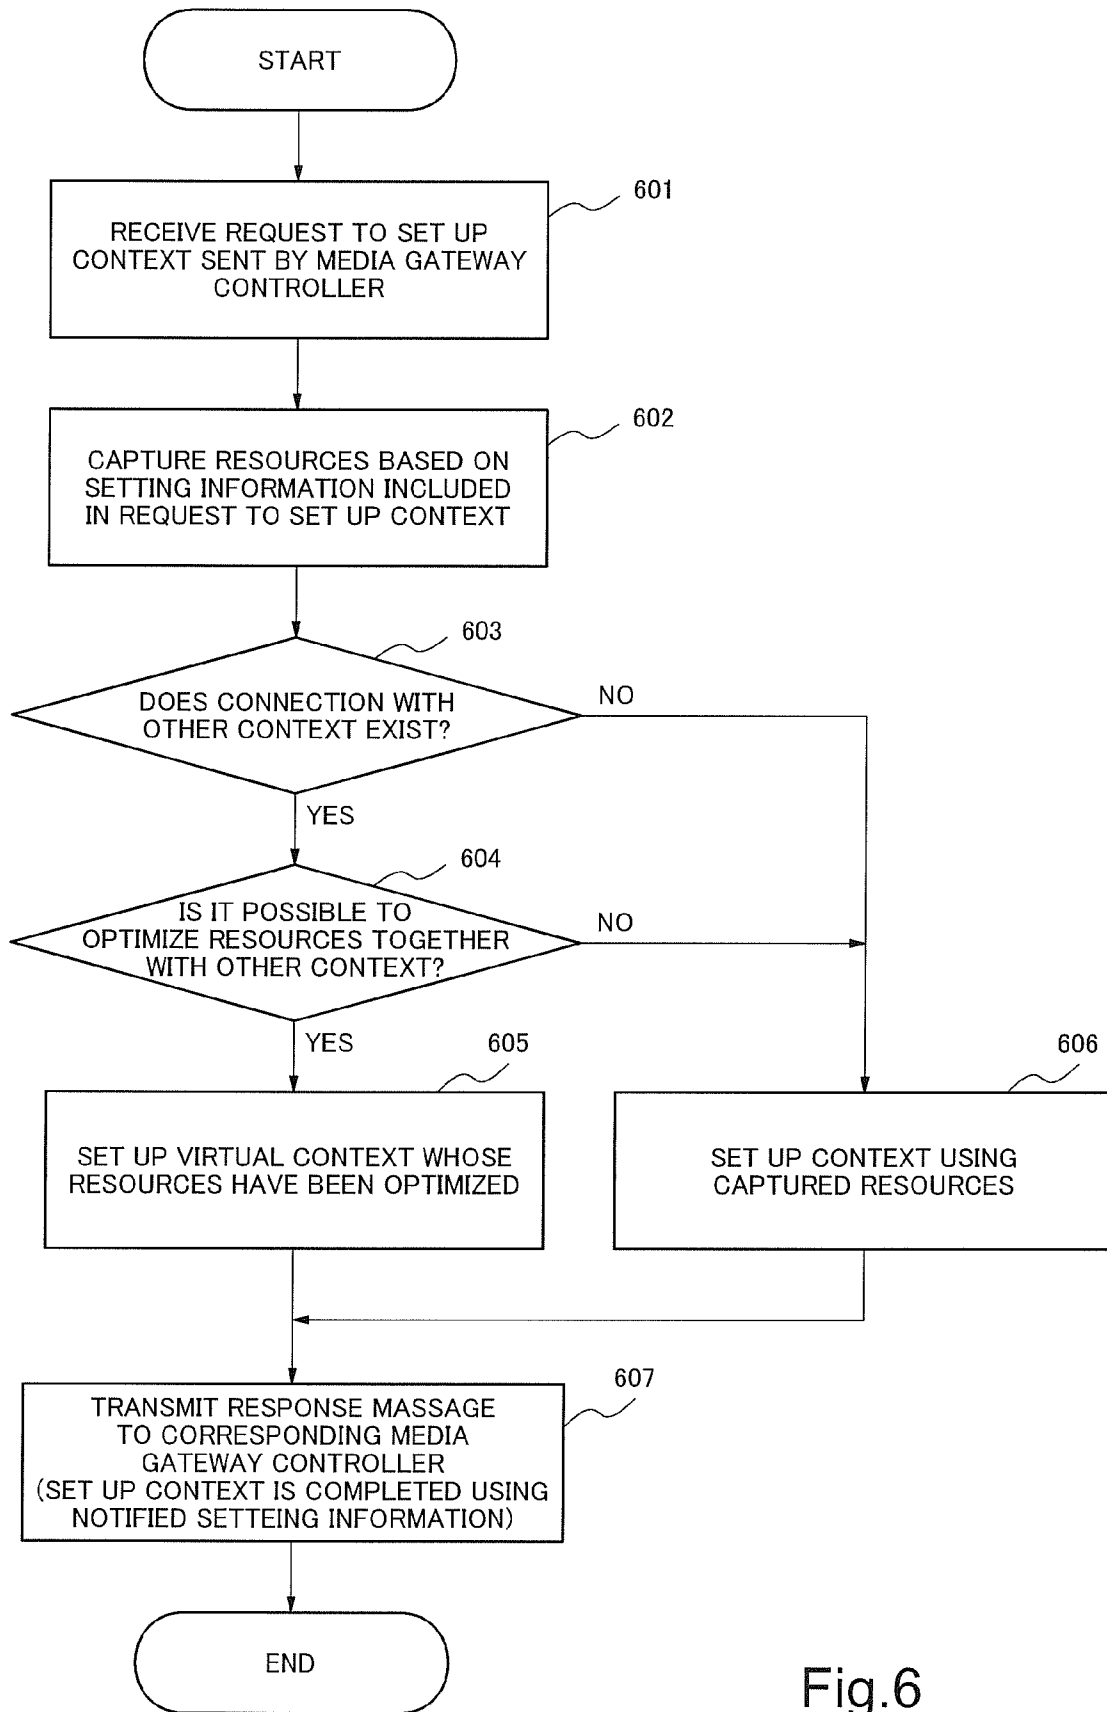 START
601
RECEIVE REQUEST TO SET UP
CONTEXT SENT BY MEDIA GATEWAY
CONTROLLER
602
CAPTURE RESOURCES BASED ON
SETTING INFORMATION INCLUDED
IN REQUEST TO SET UP CONTEXT
603
DOES CONNECTION WITH
OTHER CONTEXT EXIST?
NO
YES
604
IS IT POSSIBLE TO
OPTIMIZE RESOURCES TOGETHER
WITH OTHER CONTEXT?
NO
YES
605
SET UP VIRTUAL CONTEXT WHOSE
RESOURCES HAVE BEEN OPTIMIZED
606
SET UP CONTEXT USING
CAPTURED RESOURCES
607
TRANSMIT RESPONSE MASSAGE
TO CORRESPONDING MEDIA
GATEWAY CONTROLLER
(SET UP CONTEXT IS COMPLETED USING
NOTIFIED SETTEING INFORMATION)
END
Fig.6